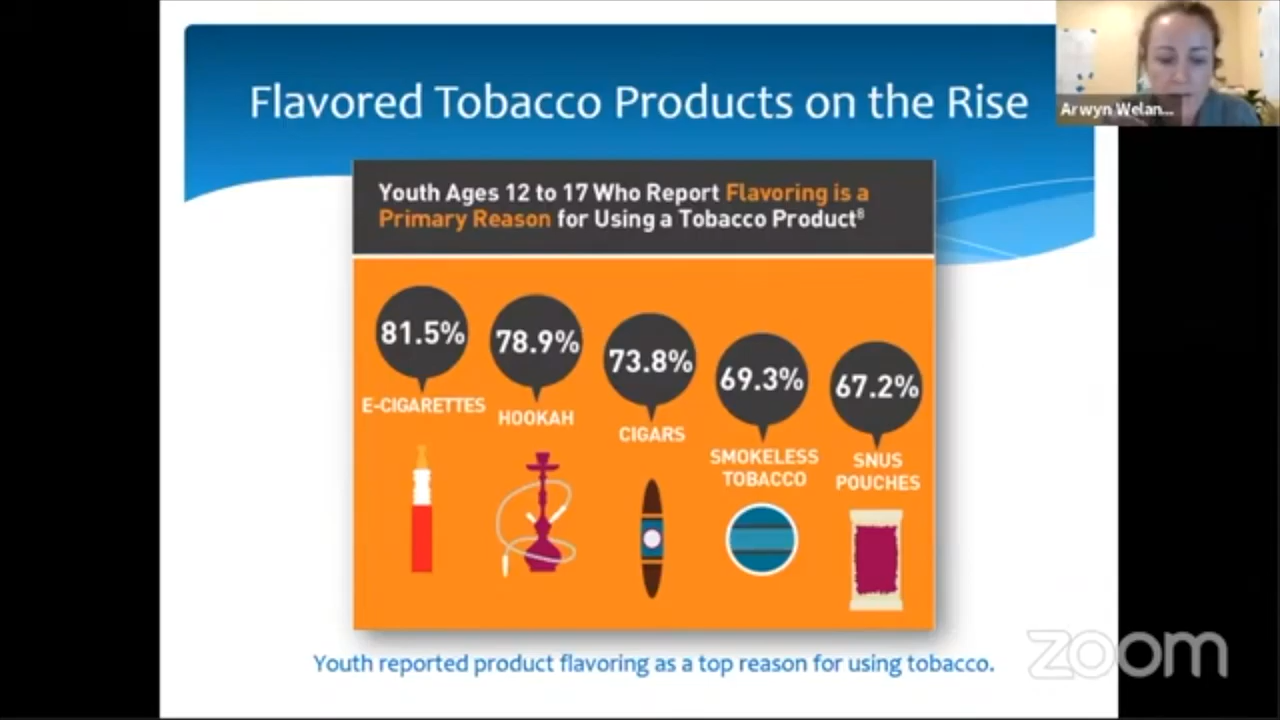 Flavored Tobacco Products on the Rise
Arwyn Welan...
Youth Ages 12 to 17 Who Report Flavoring is a
Primary Reason for Using a Tobacco Product⁸
81.5%
E-CIGARETTES
78.9%
HOOKAH
73.8%
CIGARS
69.3%
SMOKELESS
TOBACCO
67.2%
SNUS
POUCHES
Youth reported product flavoring as a top reason for using tobacco.
zoom